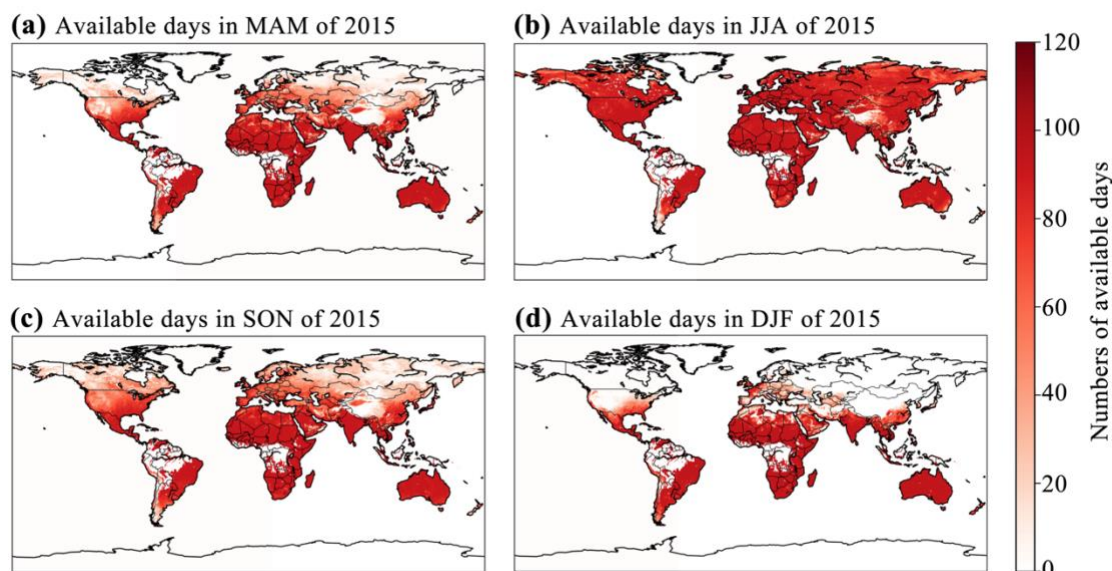 (a) Available days in MAM of 2015
(b) Available days in JJA of 2015
(c) Available days in SON of 2015
(d) Available days in DJF of 2015
120
100
80
60
40
20
0
Numbers of available days